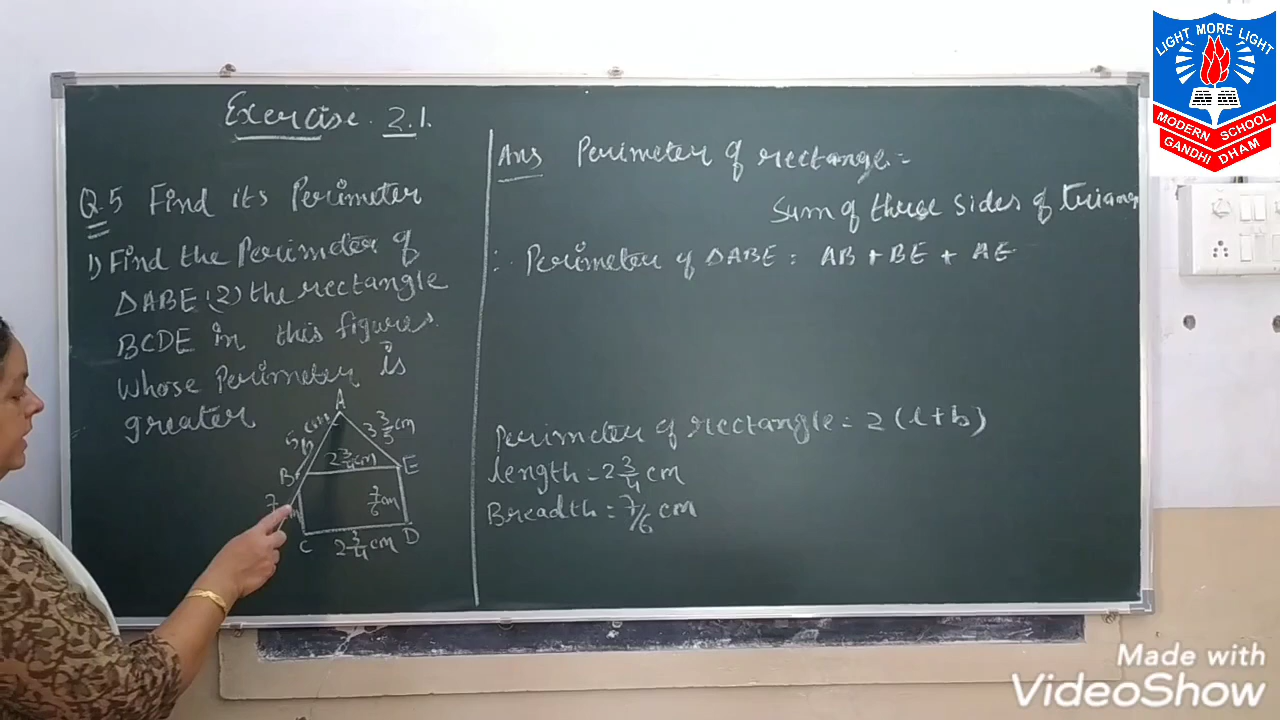 LIGHT MORE LIGHT
MODERN SCHOOL
GANDHI DHAM
Exercise. 2.1.
Q.5 Find its Perimeter
1) Find the Perimeter of
△ABE (2) the rectangle
BCDE in this figures.
Whose Perimeter is
greater
A
3 3/5 cm
2 3/4 cm
B
E
7
7/6 cm
C
2 3/4 cm
D
Ans Perimeter of rectange =
Sum of three sides of
∴ Perimeter of △ABE = AB + BE + AE
Perimeter of rectangle = 2 (l+b)
length = 2 3/4 cm
Breadth = 7/6 cm
Made with
VideoShow